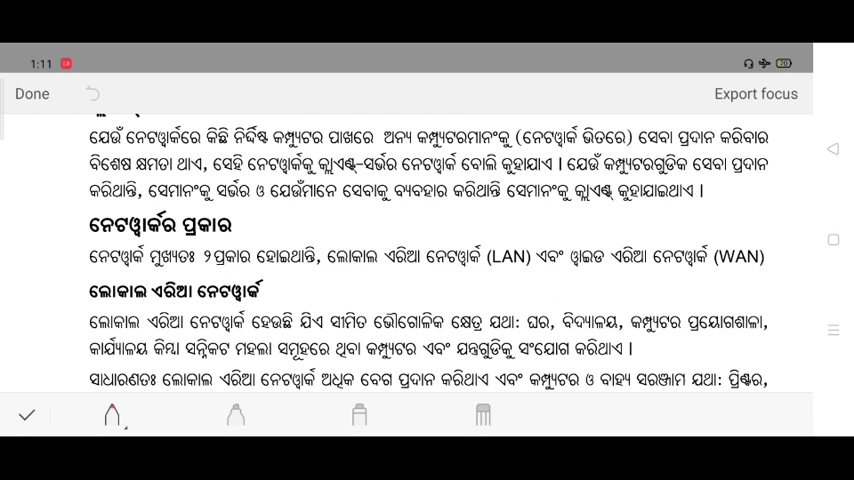 1:11
70
Done
Export focus
ଯେଉଁ ନେଟୱାର୍କରେ କିଛି ନିର୍ଦ୍ଦିଷ୍ଟ କମ୍ପ୍ୟୁଟର ପାଖରେ ଅନ୍ୟ କମ୍ପ୍ୟୁଟରମାନଂକୁ (ନେଟୱାର୍କ ଭିତରେ) ସେବା ପ୍ରଦାନ କରିବାର
ବିଶେଷ କ୍ଷମତା ଥାଏ, ସେହି ନେଟୱାର୍କକୁ କ୍ଲାଏଣ୍ଟ-ସର୍ଭର ନେଟୱାର୍କ ବୋଲି କୁହାଯାଏ । ଯେଉଁ କମ୍ପ୍ୟୁଟରଗୁଡିକ ସେବା ପ୍ରଦାନ
କରିଥାନ୍ତି, ସେମାନଂକୁ ସର୍ଭର ଓ ଯେଉଁମାନେ ସେବାକୁ ବ୍ୟବହାର କରିଥାନ୍ତି ସେମାନଂକୁ କ୍ଲାଏଣ୍ଟ୍ କୁହାଯାଇଥାଏ ।
ନେଟୱାର୍କର ପ୍ରକାର
ନେଟୱାର୍କ ମୁଖ୍ୟତଃ ୨ପ୍ରକାର ହୋଇଥାନ୍ତି, ଲୋକାଲ ଏରିଆ ନେଟୱାର୍କ (LAN) ଏବଂ ୱାଇଡ ଏରିଆ ନେଟୱାର୍କ (WAN)
ଲୋକାଲ ଏରିଆ ନେଟୱାର୍କ
ଲୋକାଲ ଏରିଆ ନେଟୱାର୍କ ହେଉଛି ଯିଏ ସୀମିତ ଭୌଗୋଳିକ କ୍ଷେତ୍ର ଯଥା: ଘର, ବିଦ୍ୟାଳୟ, କମ୍ପ୍ୟୁଟର ପ୍ରୟୋଗଶାଳା,
କାର୍ଯ୍ୟାଳୟ କିମ୍ୱା ସନ୍ନିକଟ ମହଲା ସମୂହରେ ଥିବା କମ୍ପ୍ୟୁଟର ଏବଂ ଯନ୍ତ୍ରଗୁଡିକୁ ସଂଯୋଗ କରିଥାଏ ।
ସାଧାରଣତଃ ଲୋକାଲ ଏରିଆ ନେଟୱାର୍କ ଅଧିକ ବେଗ ପ୍ରଦାନ କରିଥାଏ ଏବଂ କମ୍ପ୍ୟୁଟର ଓ ବାହ୍ୟ ସରଞ୍ଜାମ ଯଥା: ପ୍ରିଣ୍ଟର,